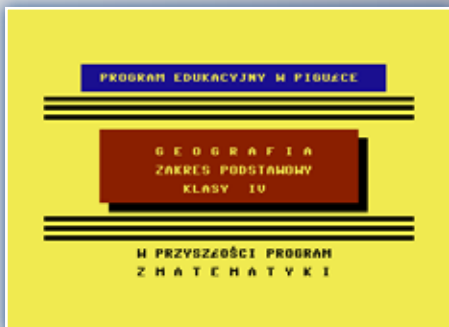 PROGRAM EDUKACYJNY W PIGUŁCE
G E O G R A F I A
ZAKRES PODSTAWOWY
KLASY IV
W PRZYSZŁOŚCI PROGRAM
Z M A T E M A T Y K I